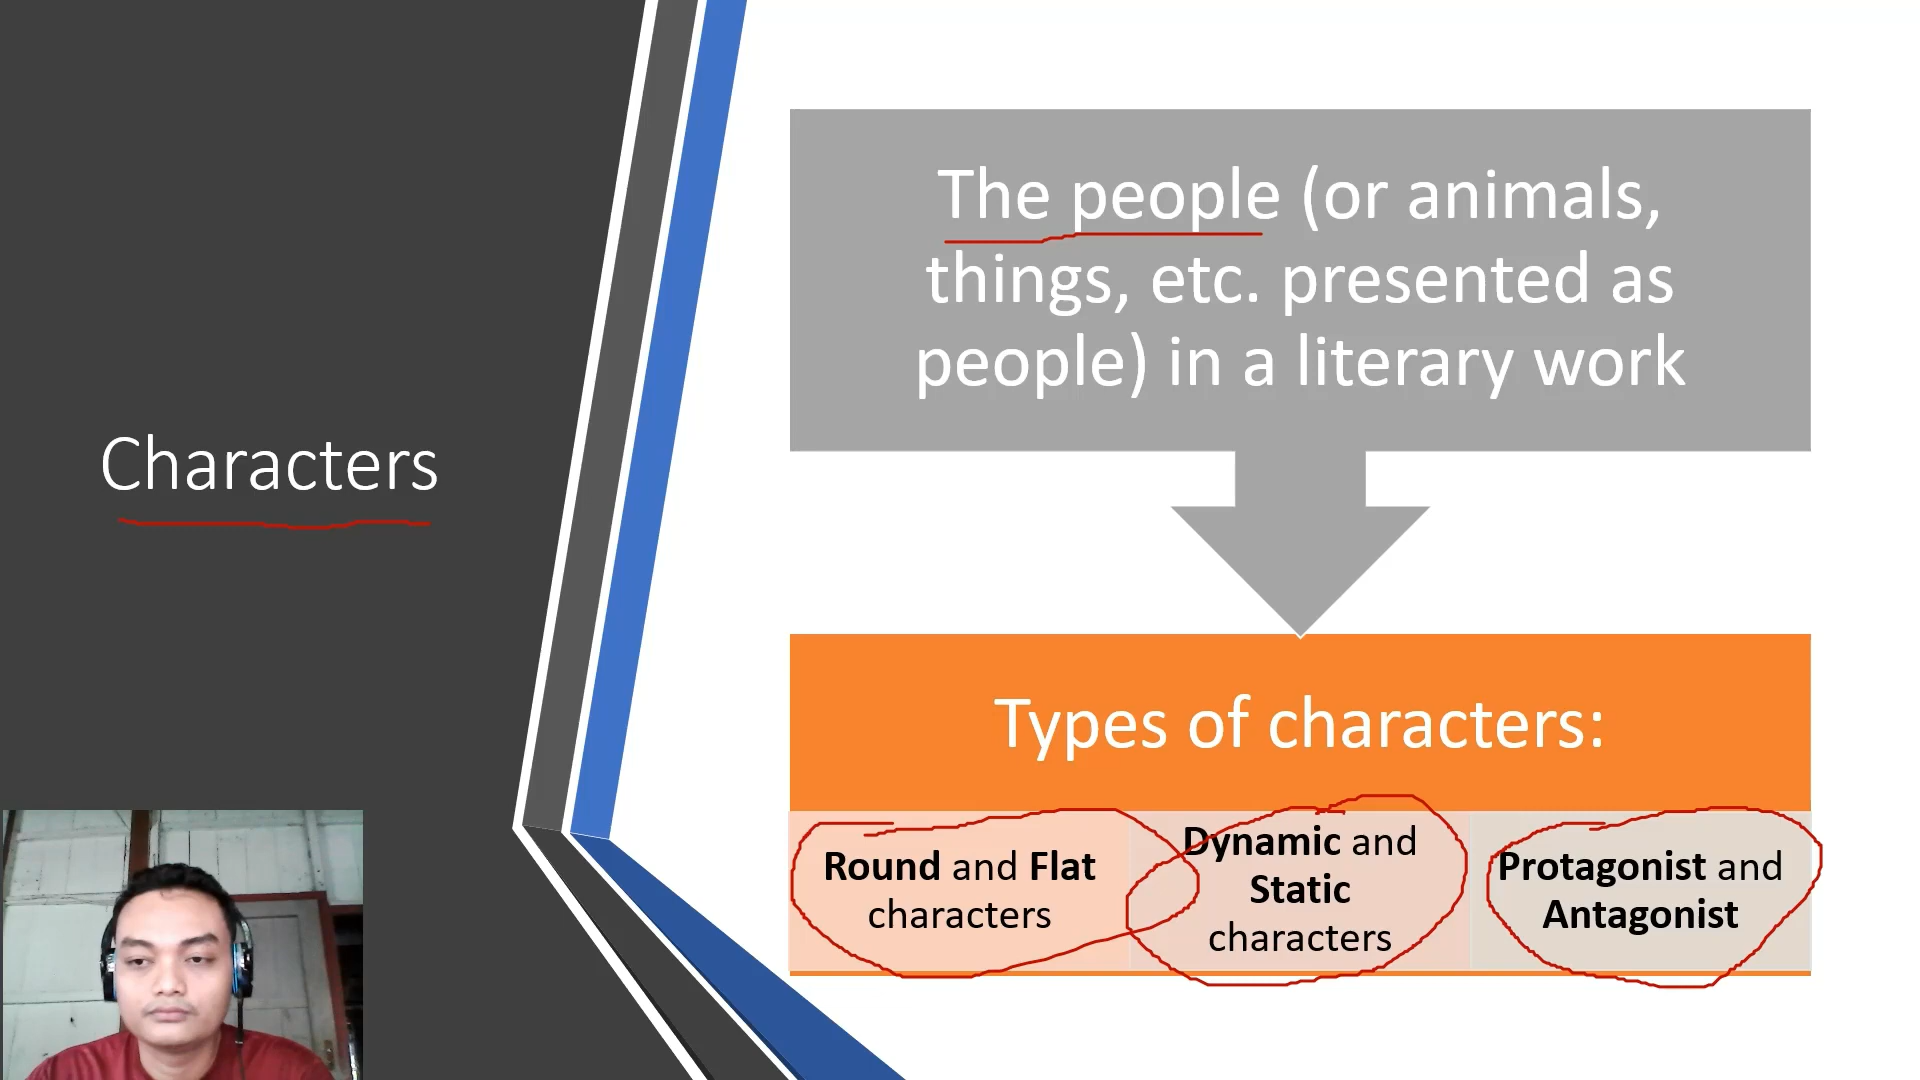 Characters
The people (or animals,
things, etc. presented as
people) in a literary work
Types of characters:
Round and Flat
characters
Dynamic and
Static
characters
Protagonist and
Antagonist